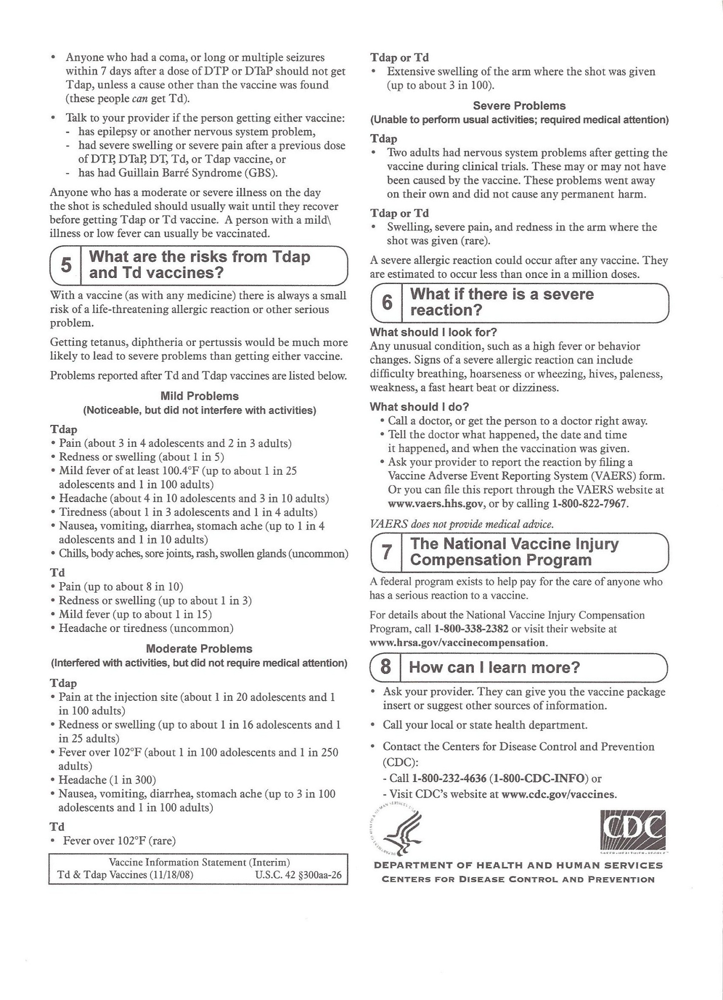 • Anyone who had a coma, or long or multiple seizures
within 7 days after a dose of DTP or DTaP should not get
Tdap, unless a cause other than the vaccine was found
(these people can get Td).
• Talk to your provider if the person getting either vaccine:
- has epilepsy or another nervous system problem,
- had severe swelling or severe pain after a previous dose
of DTP, DTaP, DT, Td, or Tdap vaccine, or
- has had Guillain Barré Syndrome (GBS).
Anyone who has a moderate or severe illness on the day
the shot is scheduled should usually wait until they recover
before getting Tdap or Td vaccine. A person with a mild\
illness or low fever can usually be vaccinated.
5 What are the risks from Tdap
and Td vaccines?
With a vaccine (as with any medicine) there is always a small
risk of a life-threatening allergic reaction or other serious
problem.
Getting tetanus, diphtheria or pertussis would be much more
likely to lead to severe problems than getting either vaccine.
Problems reported after Td and Tdap vaccines are listed below.
Mild Problems
(Noticeable, but did not interfere with activities)
Tdap
• Pain (about 3 in 4 adolescents and 2 in 3 adults)
• Redness or swelling (about 1 in 5)
• Mild fever of at least 100.4°F (up to about 1 in 25
adolescents and 1 in 100 adults)
• Headache (about 4 in 10 adolescents and 3 in 10 adults)
• Tiredness (about 1 in 3 adolescents and 1 in 4 adults)
• Nausea, vomiting, diarrhea, stomach ache (up to 1 in 4
adolescents and 1 in 10 adults)
• Chills, body aches, sore joints, rash, swollen glands (uncommon)
Td
• Pain (up to about 8 in 10)
• Redness or swelling (up to about 1 in 3)
• Mild fever (up to about 1 in 15)
• Headache or tiredness (uncommon)
Moderate Problems
(Interfered with activities, but did not require medical attention)
Tdap
• Pain at the injection site (about 1 in 20 adolescents and 1
in 100 adults)
• Redness or swelling (up to about 1 in 16 adolescents and 1
in 25 adults)
• Fever over 102°F (about 1 in 100 adolescents and 1 in 250
adults)
• Headache (1 in 300)
• Nausea, vomiting, diarrhea, stomach ache (up to 3 in 100
adolescents and 1 in 100 adults)
Td
• Fever over 102°F (rare)
Vaccine Information Statement (Interim)
Td & Tdap Vaccines (11/18/08) U.S.C. 42 §300aa-26
Tdap or Td
• Extensive swelling of the arm where the shot was given
(up to about 3 in 100).
Severe Problems
(Unable to perform usual activities; required medical attention)
Tdap
• Two adults had nervous system problems after getting the
vaccine during clinical trials. These may or may not have
been caused by the vaccine. These problems went away
on their own and did not cause any permanent harm.
Tdap or Td
• Swelling, severe pain, and redness in the arm where the
shot was given (rare).
A severe allergic reaction could occur after any vaccine. They
are estimated to occur less than once in a million doses.
6 What if there is a severe
reaction?
What should I look for?
Any unusual condition, such as a high fever or behavior
changes. Signs of a severe allergic reaction can include
difficulty breathing, hoarseness or wheezing, hives, paleness,
weakness, a fast heart beat or dizziness.
What should I do?
• Call a doctor, or get the person to a doctor right away.
• Tell the doctor what happened, the date and time
it happened, and when the vaccination was given.
• Ask your provider to report the reaction by filing a
Vaccine Adverse Event Reporting System (VAERS) form.
Or you can file this report through the VAERS website at
www.vaers.hhs.gov, or by calling 1-800-822-7967.
VAERS does not provide medical advice.
7 The National Vaccine Injury
Compensation Program
A federal program exists to help pay for the care of anyone who
has a serious reaction to a vaccine.
For details about the National Vaccine Injury Compensation
Program, call 1-800-338-2382 or visit their website at
www.hrsa.gov/vaccinecompensation.
8 How can I learn more?
• Ask your provider. They can give you the vaccine package
insert or suggest other sources of information.
• Call your local or state health department.
• Contact the Centers for Disease Control and Prevention
(CDC):
- Call 1-800-232-4636 (1-800-CDC-INFO) or
- Visit CDC's website at www.cdc.gov/vaccines.
CDC
DEPARTMENT OF HEALTH AND HUMAN SERVICES
CENTERS FOR DISEASE CONTROL AND PREVENTION